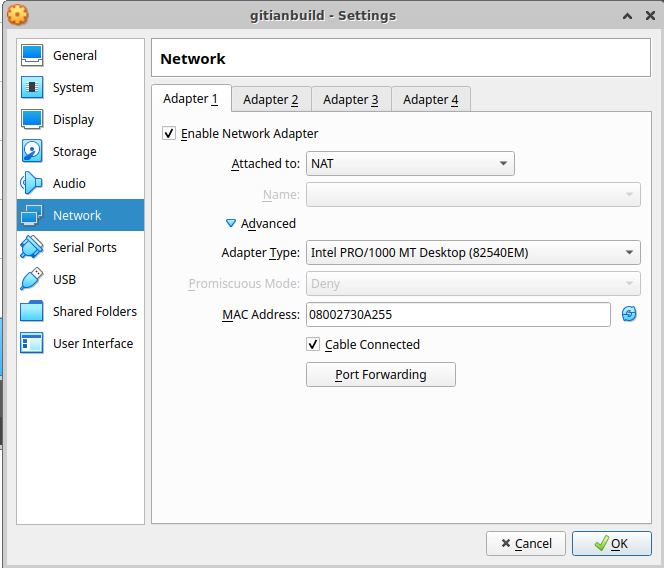 gitianbuild - Settings
General
System
Display
Storage
Audio
Network
Serial Ports
USB
Shared Folders
User Interface
Network
Adapter 1 Adapter 2 Adapter 3 Adapter 4
Enable Network Adapter
Attached to: NAT
Name:
Advanced
Adapter Type: Intel PRO/1000 MT Desktop (82540EM)
Promiscuous Mode: Deny
MAC Address: 08002730A255
Cable Connected
Port Forwarding
Cancel OK